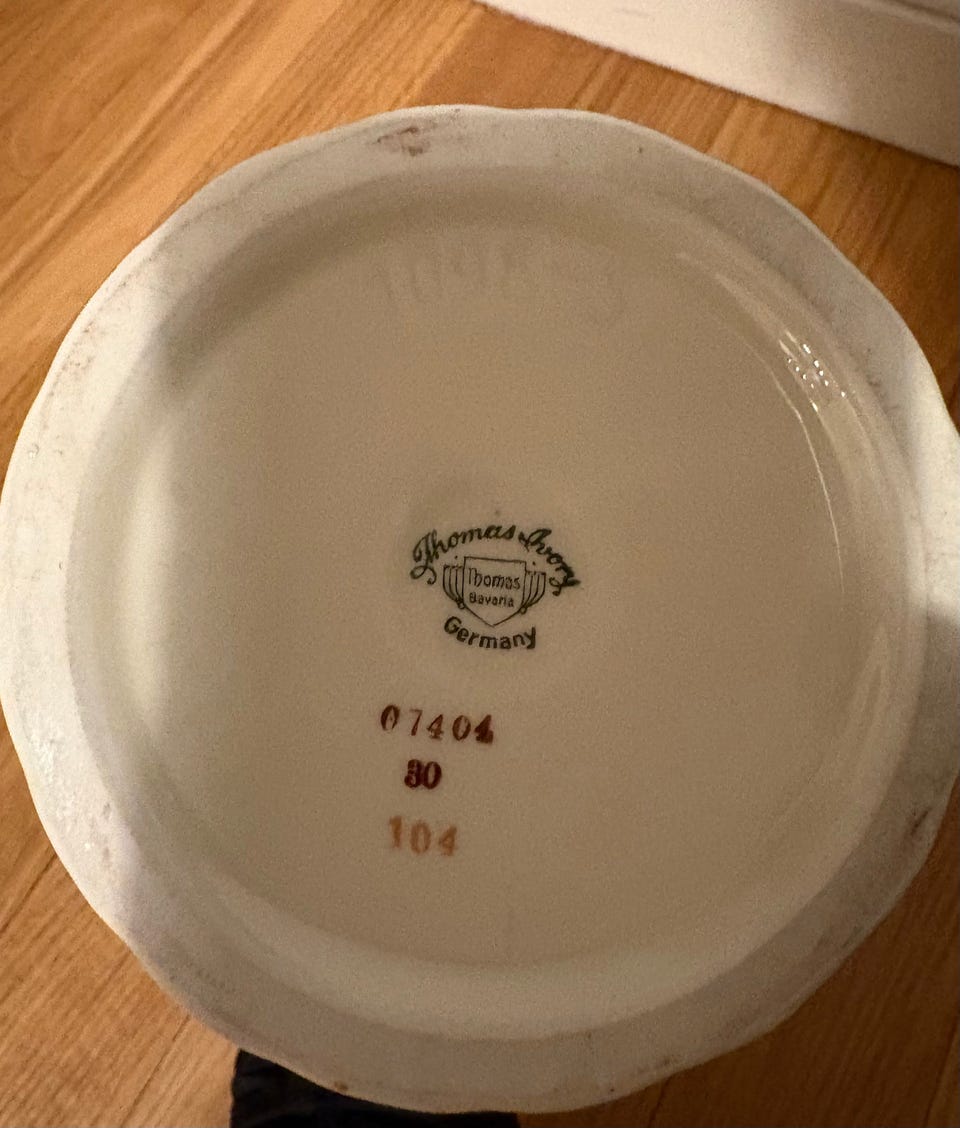 Thomas Ivory
Thomas
Bavaria
Germany
07404
30
104